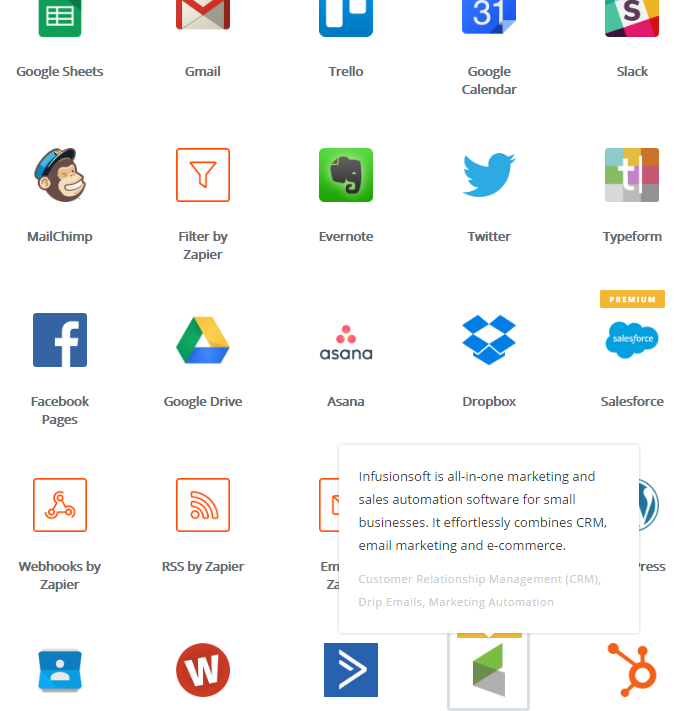 31
S
Google Sheets
Gmail
Trello
Google
Calendar
Slack
MailChimp
Filter by
Zapier
Evernote
Twitter
t|
Typeform
PREMIUM
f
asana
salesforce
Facebook
Pages
Google Drive
Asana
Dropbox
Salesforce
Infusionsoft is all-in-one marketing and
sales automation software for small
businesses. It effortlessly combines CRM,
email marketing and e-commerce.
Customer Relationship Management (CRM),
Drip Emails, Marketing Automation
W
Webhooks by
Zapier
RSS by Zapier
Em
Za
Press
W